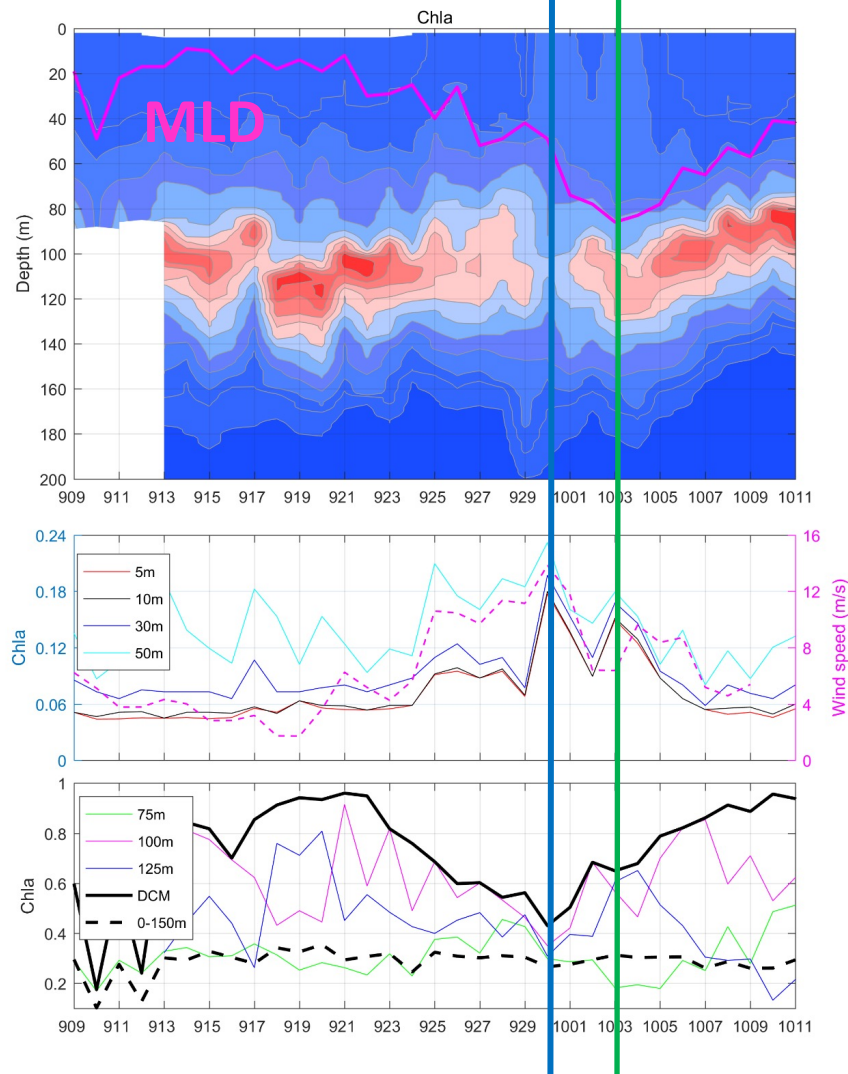 Chla
0
20
40
60
80
100
120
140
160
180
200
Depth (m)
MLD
909 911 913 915 917 919 921 923 925 927 929 1001 1003 1005 1007 1009 1011
0.24
0.18
0.12
0.06
0
Chla
5m
10m
30m
50m
16
12
8
4
0
Wind speed (m/s)
909 911 913 915 917 919 921 923 925 927 929 1001 1003 1005 1007 1009 1011
1
0.8
0.6
0.4
0.2
Chla
75m
100m
125m
DCM
0-150m
909 911 913 915 917 919 921 923 925 927 929 1001 1003 1005 1007 1009 1011